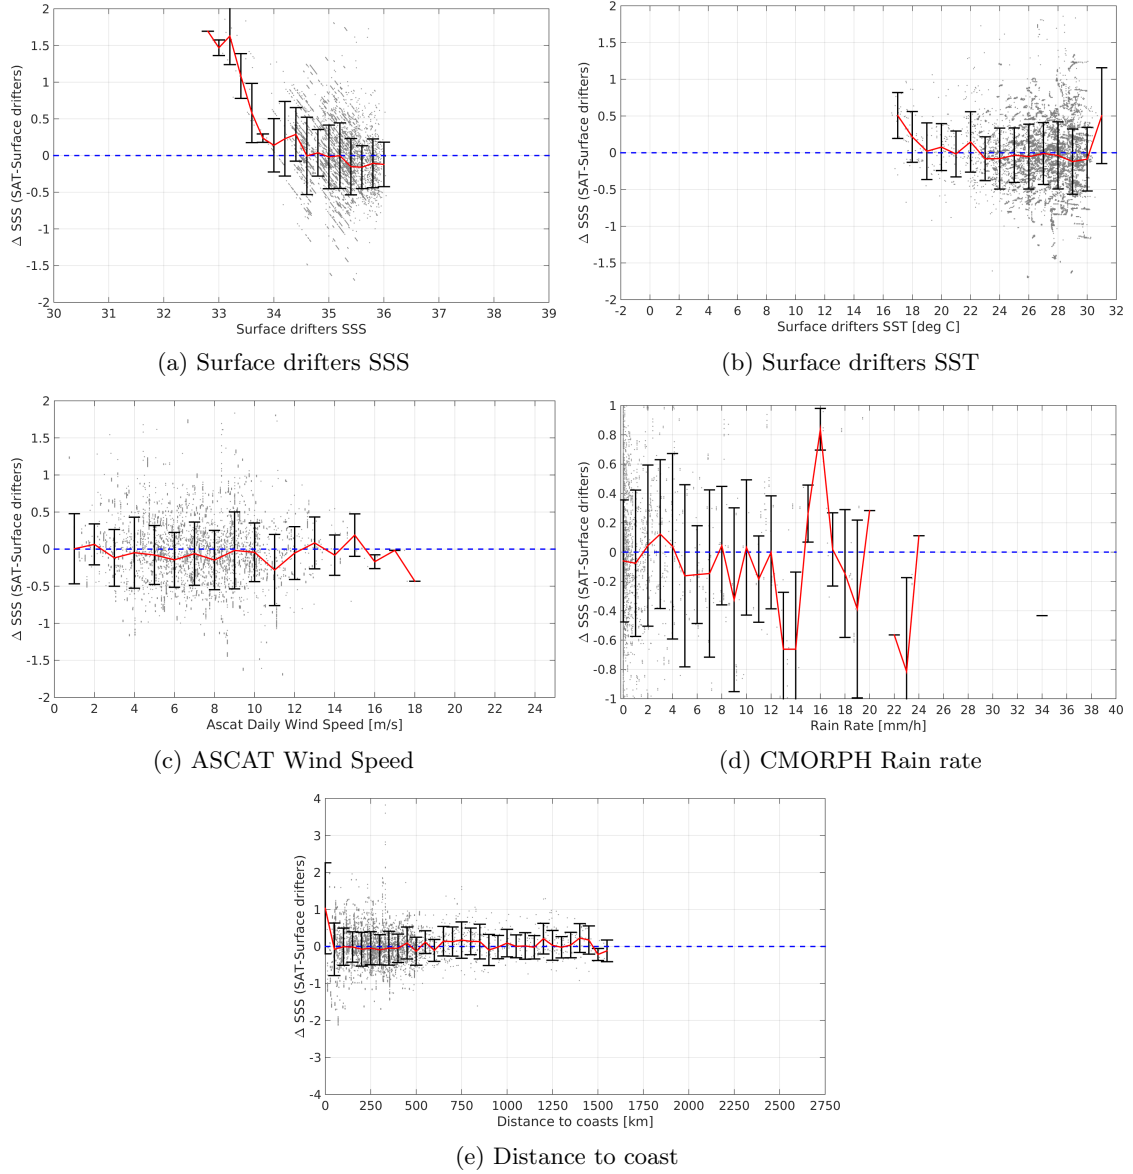 2
1.5
1
0.5
0
-0.5
-1
-1.5
-2
Δ SSS (SAT-Surface drifters)
30 31 32 33 34 35 36 37 38 39
Surface drifters SSS
(a) Surface drifters SSS
2
1.5
1
0.5
0
-0.5
-1
-1.5
-2
Δ SSS (SAT-Surface drifters)
-2 0 2 4 6 8 10 12 14 16 18 20 22 24 26 28 30 32
Surface drifters SST [deg C]
(b) Surface drifters SST
2
1.5
1
0.5
0
-0.5
-1
-1.5
-2
Δ SSS (SAT-Surface drifters)
0 2 4 6 8 10 12 14 16 18 20 22 24
Ascat Daily Wind Speed [m/s]
(c) ASCAT Wind Speed
1
0.8
0.6
0.4
0.2
0
-0.2
-0.4
-0.6
-0.8
-1
Δ SSS (SAT-Surface drifters)
0 2 4 6 8 10 12 14 16 18 20 22 24 26 28 30 32 34 36 38 40
Rain Rate [mm/h]
(d) CMORPH Rain rate
4
3
2
1
0
-1
-2
-3
-4
Δ SSS (SAT-Surface drifters)
0 250 500 750 1000 1250 1500 1750 2000 2250 2500 2750
Distance to coasts [km]
(e) Distance to coast